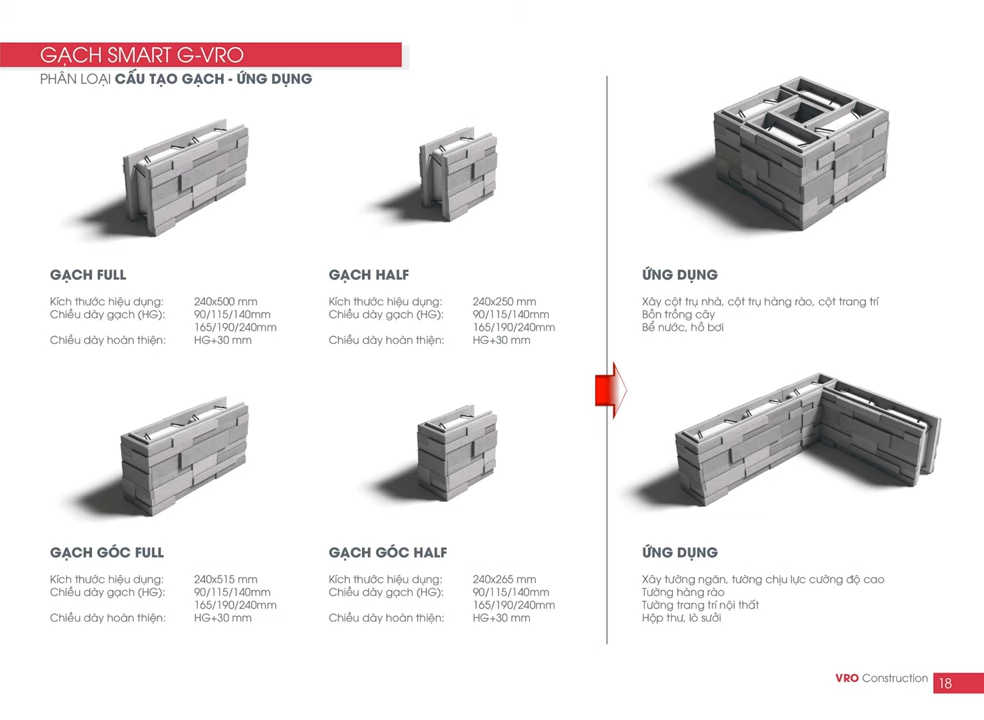 GẠCH SMART G-VRO
PHÂN LOẠI CẤU TẠO GẠCH - ỨNG DỤNG
GẠCH FULL
Kích thước hiệu dụng: 240x500 mm
Chiều dày gạch (HG): 90/115/140mm
165/190/240mm
Chiều dày hoàn thiện: HG+30 mm
GẠCH HALF
Kích thước hiệu dụng: 240x250 mm
Chiều dày gạch (HG): 90/115/140mm
165/190/240mm
Chiều dày hoàn thiện: HG+30 mm
ỨNG DỤNG
Xây cột trụ nhà, cột trụ hàng rào, cột trang trí
Bồn trồng cây
Bể nước, hồ bơi
GẠCH GÓC FULL
Kích thước hiệu dụng: 240x515 mm
Chiều dày gạch (HG): 90/115/140mm
165/190/240mm
Chiều dày hoàn thiện: HG+30 mm
GẠCH GÓC HALF
Kích thước hiệu dụng: 240x265 mm
Chiều dày gạch (HG): 90/115/140mm
165/190/240mm
Chiều dày hoàn thiện: HG+30 mm
ỨNG DỤNG
Xây tường ngăn, tường chịu lực cường độ cao
Tường hàng rào
Tường trang trí nội thất
Hộp thư, lò sưởi
VRO Construction 18